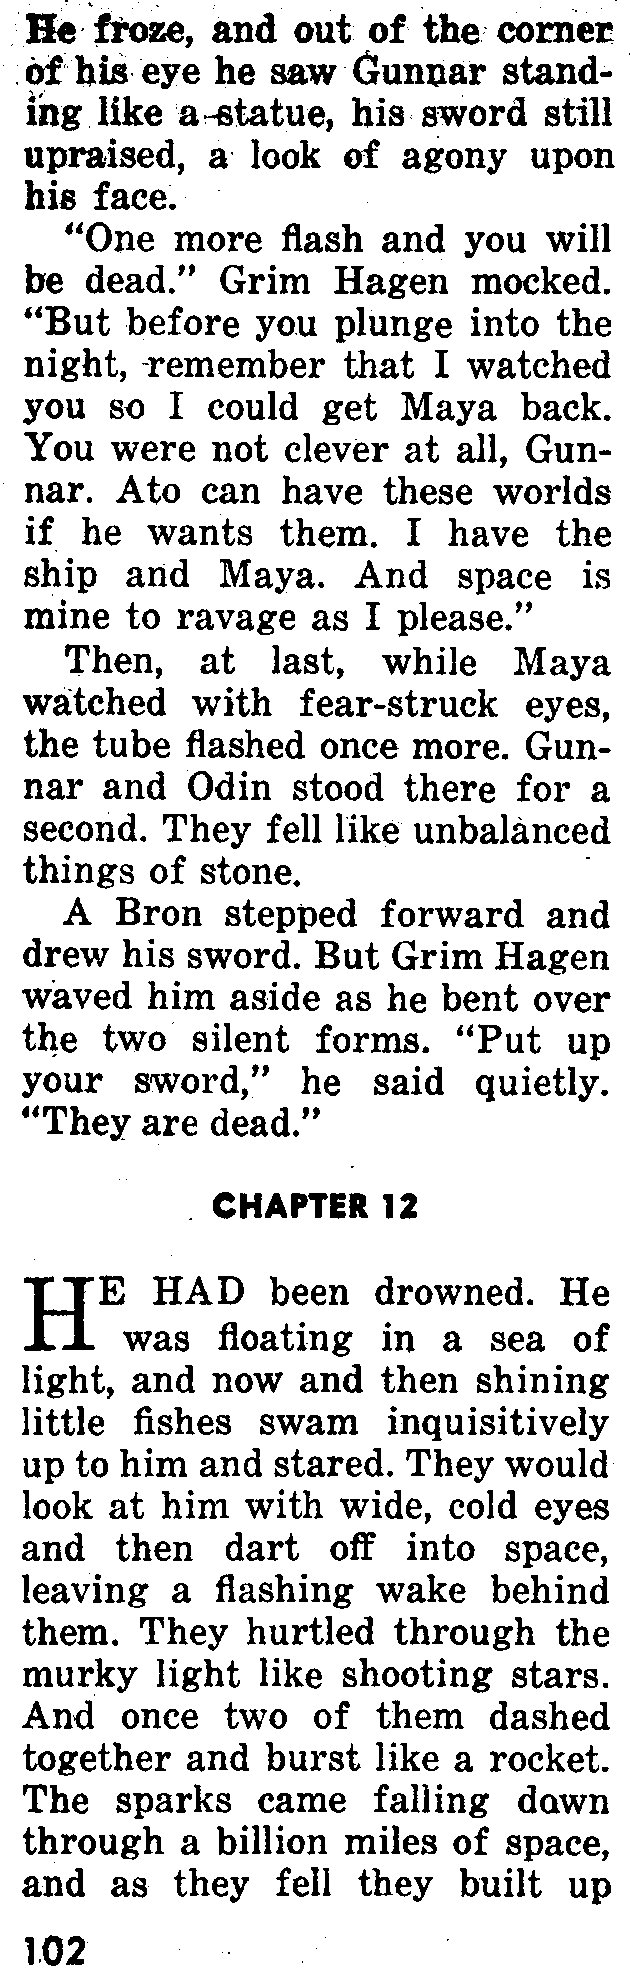 He froze, and out of the corner
of his eye he saw Gunnar stand-
ing like a statue, his sword still
upraised, a look of agony upon
his face.
“One more flash and you will
be dead.” Grim Hagen mocked.
“But before you plunge into the
night, remember that I watched
you so I could get Maya back.
You were not clever at all, Gun-
nar. Ato can have these worlds
if he wants them. I have the
ship and Maya. And space is
mine to ravage as I please.”
Then, at last, while Maya
watched with fear-struck eyes,
the tube flashed once more. Gun-
nar and Odin stood there for a
second. They fell like unbalanced
things of stone.
A Bron stepped forward and
drew his sword. But Grim Hagen
waved him aside as he bent over
the two silent forms. “Put up
your sword,” he said quietly.
“They are dead.”
CHAPTER 12
HE HAD been drowned. He
was floating in a sea of
light, and now and then shining
little fishes swam inquisitively
up to him and stared. They would
look at him with wide, cold eyes
and then dart off into space,
leaving a flashing wake behind
them. They hurtled through the
murky light like shooting stars.
And once two of them dashed
together and burst like a rocket.
The sparks came falling down
through a billion miles of space,
and as they fell they built up
102